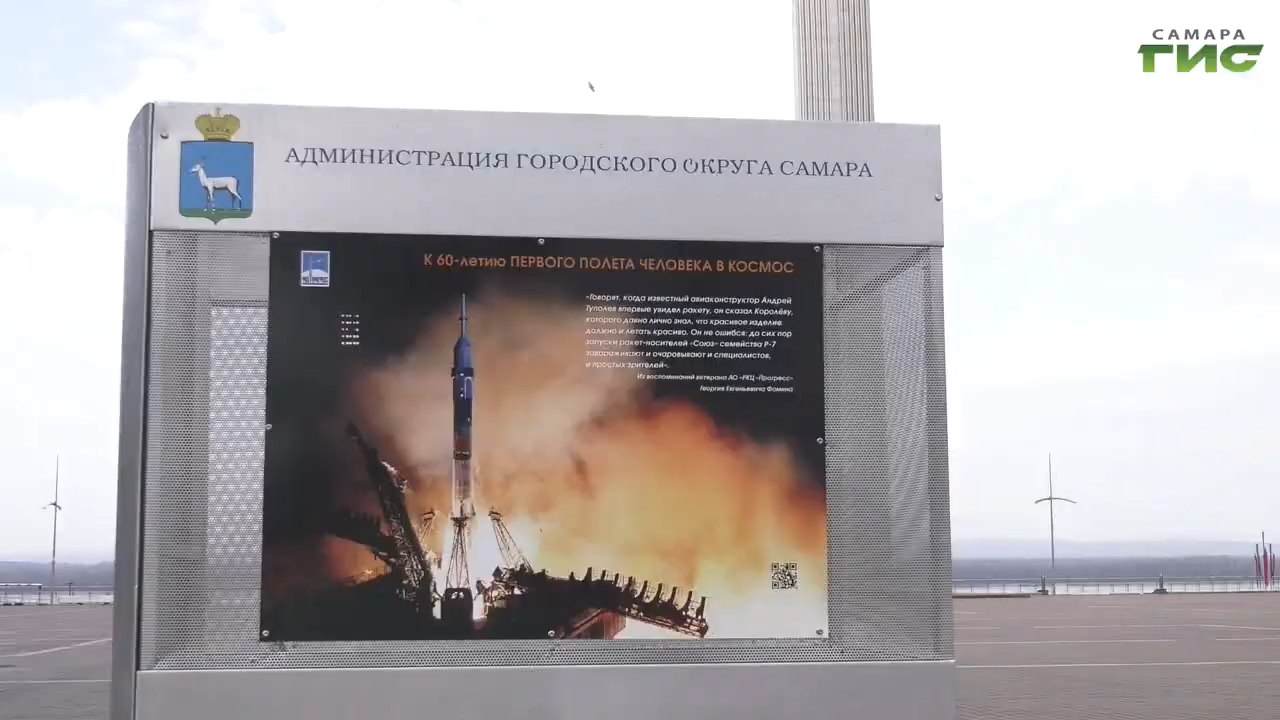 САМАРА
ГИС
АДМИНИСТРАЦИЯ ГОРОДСКОГО ОКРУГА САМАРА
К 60-летию ПЕРВОГО ПОЛЕТА ЧЕЛОВЕКА В КОСМОС
«Говорят, когда известный авиаконструктор Андрей
Туполев впервые увидел ракету, он сказал Королёву,
которого давно лично знал, что красивое изделие
должно и летать красиво. Он не ошибся: до сих пор
запуски ракет-носителей «Союз» семейства Р-7
завораживают и очаровывают и специалистов,
и простых зрителей».
Из воспоминаний ветерана АО «РКЦ «Прогресс»
Георгия Евгеньевича Фомина